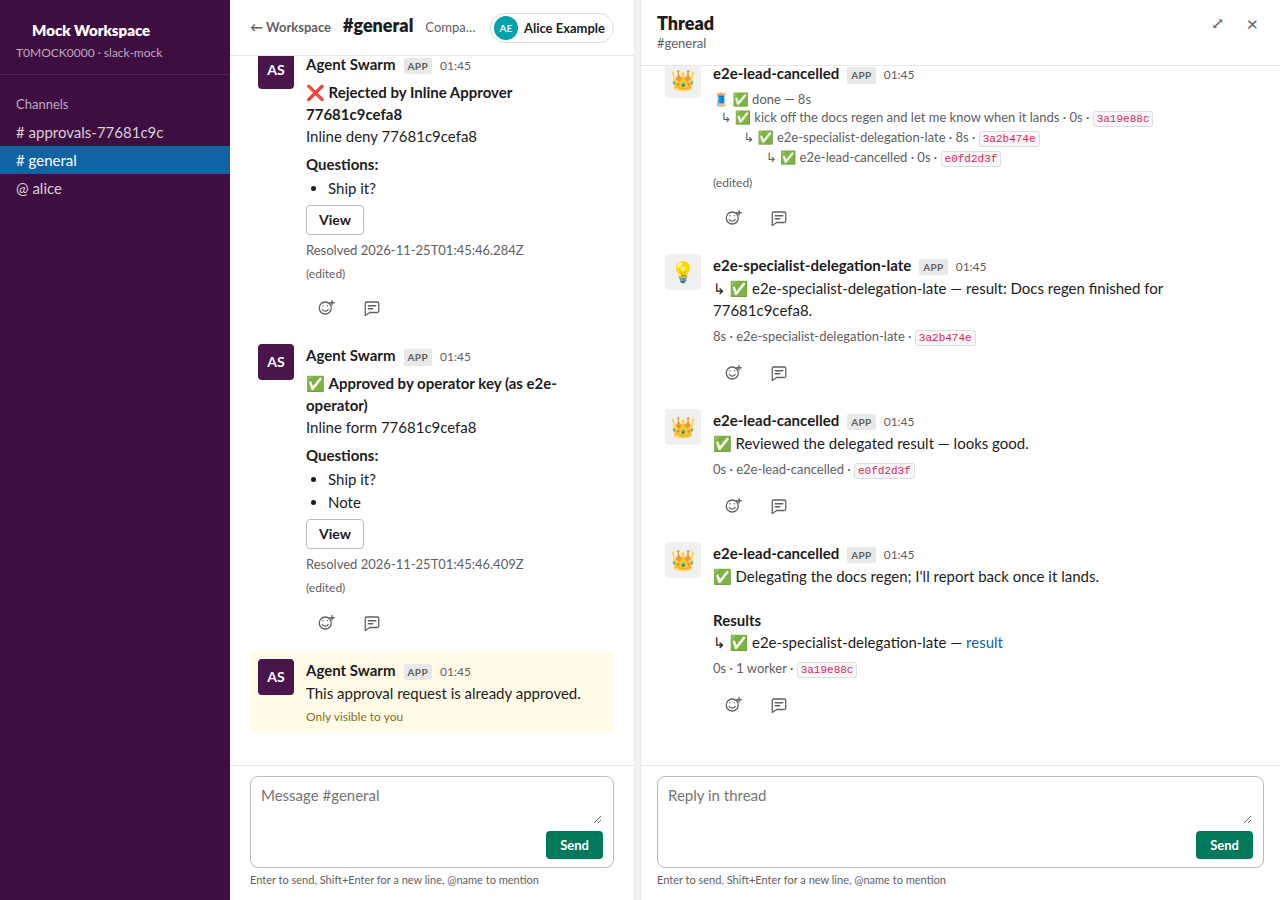 Mock Workspace
T0MOCK0000 · slack-mock
Channels
# approvals-77681c9c
# general
@ alice
← Workspace
#general
Compa...
AE
Alice Example
AS
Agent Swarm APP 01:45
❌ Rejected by Inline Approver
77681c9cefa8
Inline deny 77681c9cefa8
Questions:
• Ship it?
View
Resolved 2026-11-25T01:45:46.284Z
(edited)
AS
Agent Swarm APP 01:45
✅ Approved by operator key (as e2e-
operator)
Inline form 77681c9cefa8
Questions:
• Ship it?
• Note
View
Resolved 2026-11-25T01:45:46.409Z
(edited)
AS
Agent Swarm APP 01:45
This approval request is already approved.
Only visible to you
Message #general
Send
Enter to send, Shift+Enter for a new line, @name to mention
Thread
#general
e2e-lead-cancelled APP 01:45
🧵 ✅ done — 8s
↳ ✅ kick off the docs regen and let me know when it lands · 0s · 3a19e88c
↳ ✅ e2e-specialist-delegation-late · 8s · 3a2b474e
↳ ✅ e2e-lead-cancelled · 0s · e0fd2d3f
(edited)
e2e-specialist-delegation-late APP 01:45
↳ ✅ e2e-specialist-delegation-late — result: Docs regen finished for
77681c9cefa8.
8s · e2e-specialist-delegation-late · 3a2b474e
e2e-lead-cancelled APP 01:45
✅ Reviewed the delegated result — looks good.
0s · e2e-lead-cancelled · e0fd2d3f
e2e-lead-cancelled APP 01:45
✅ Delegating the docs regen; I'll report back once it lands.
Results
↳ ✅ e2e-specialist-delegation-late — result
0s · 1 worker · 3a19e88c
Reply in thread
Send
Enter to send, Shift+Enter for a new line, @name to mention